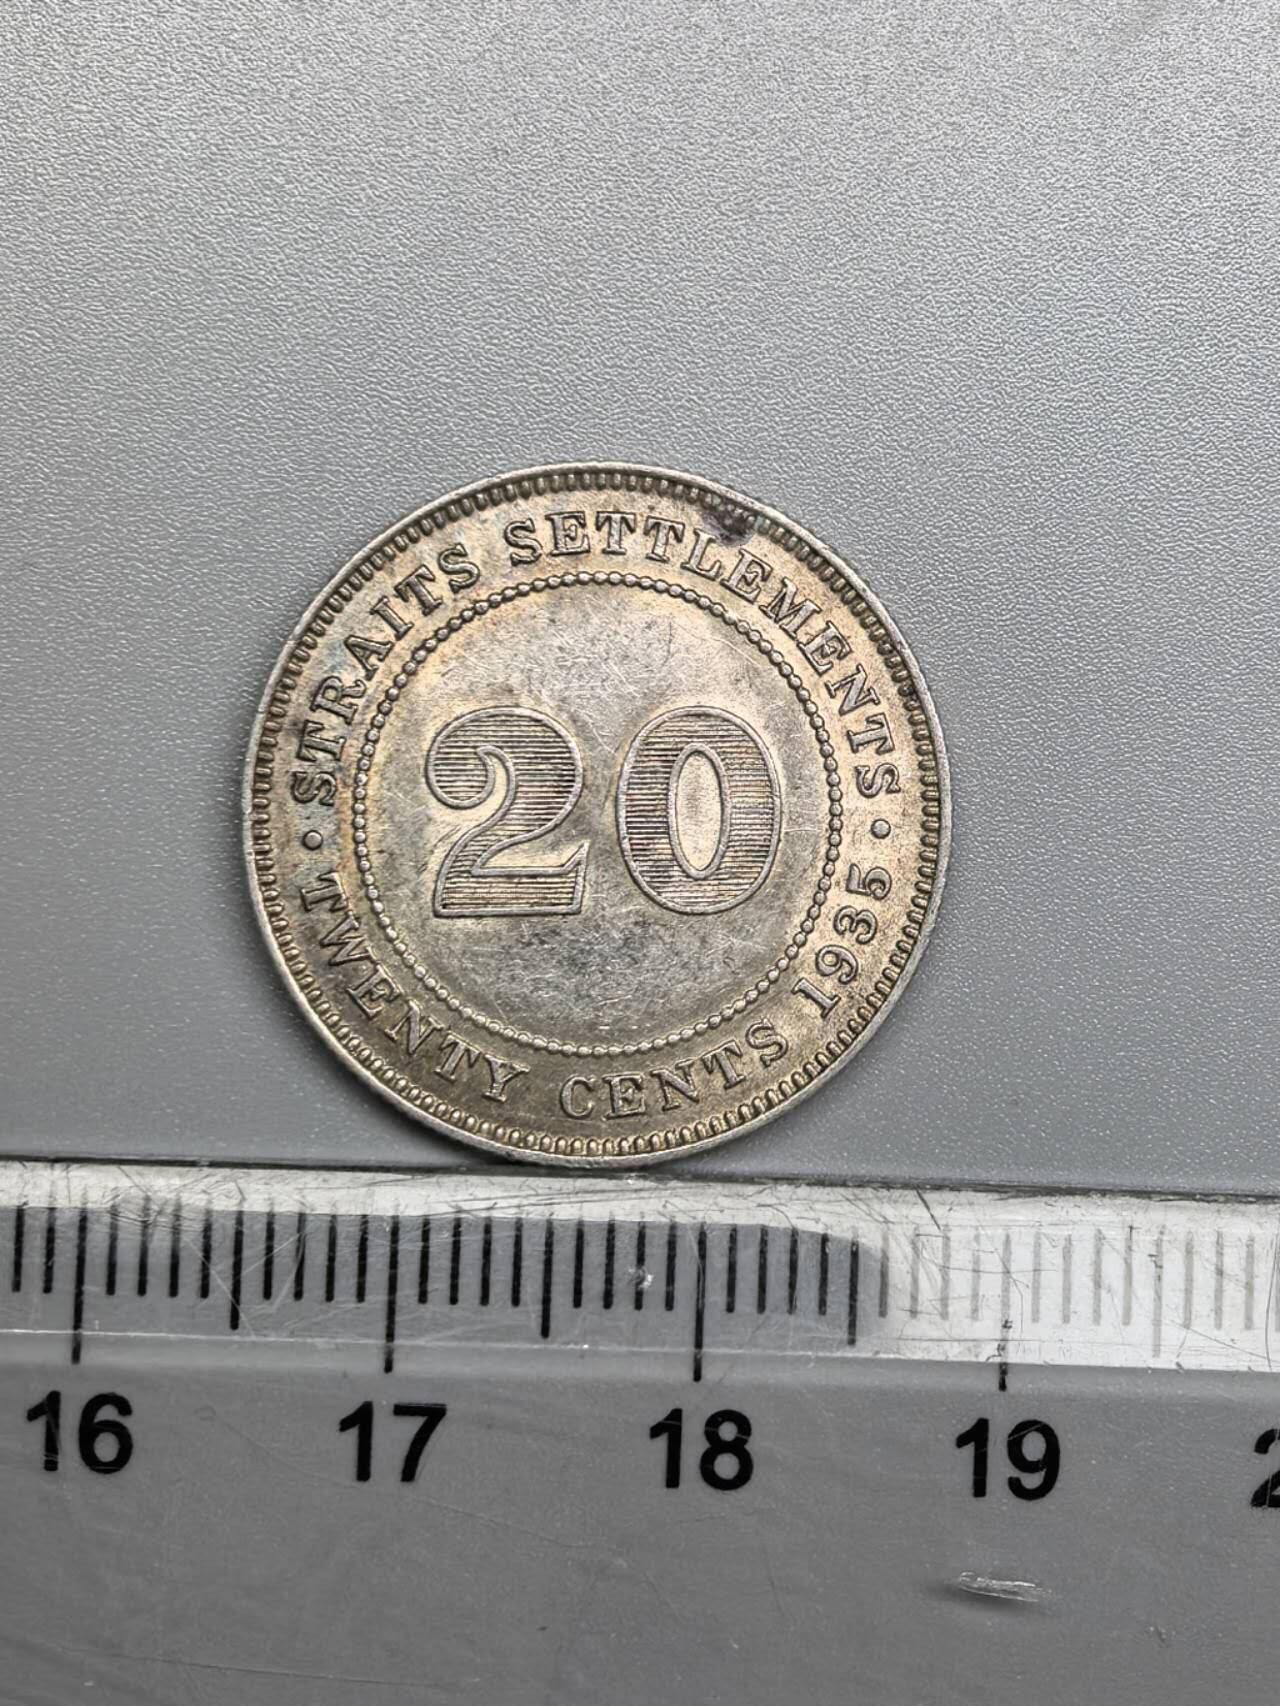 · STRAITS SETTLEMENTS ·
TWENTY CENTS 1935
20
16 17 18 19